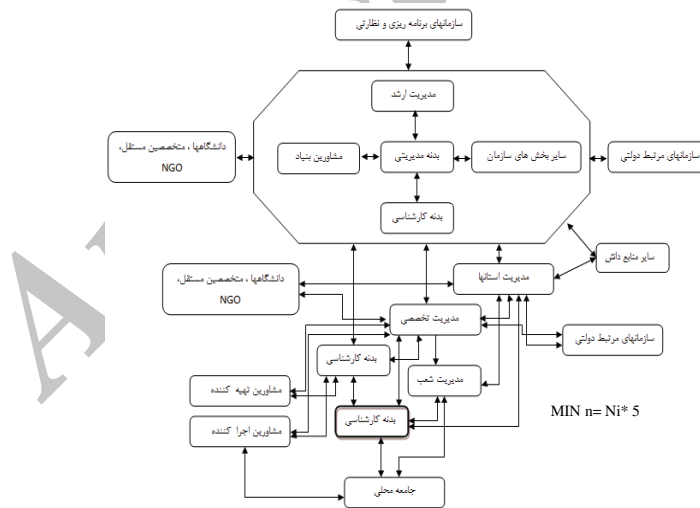 سازمانهای برنامه ریزی و نظارتی
مدیریت ارشد
دانشگاهها ، متخصصین مستقل،
NGO
مشاورین بنیاد
بدنه مدیریتی
سایر بخش های سازمان
سازمانهای مرتبط دولتی
بدنه کارشناسی
سایر منابع دانش
دانشگاهها ، متخصصین مستقل،
NGO
مدیریت استانها
مدیریت تخصصی
سازمانهای مرتبط دولتی
بدنه کارشناسی
مدیریت شعب
مشاورین تهیه کننده
بدنه کارشناسی
MIN n= Ni* 5
مشاورین اجرا کننده
جامعه محلی